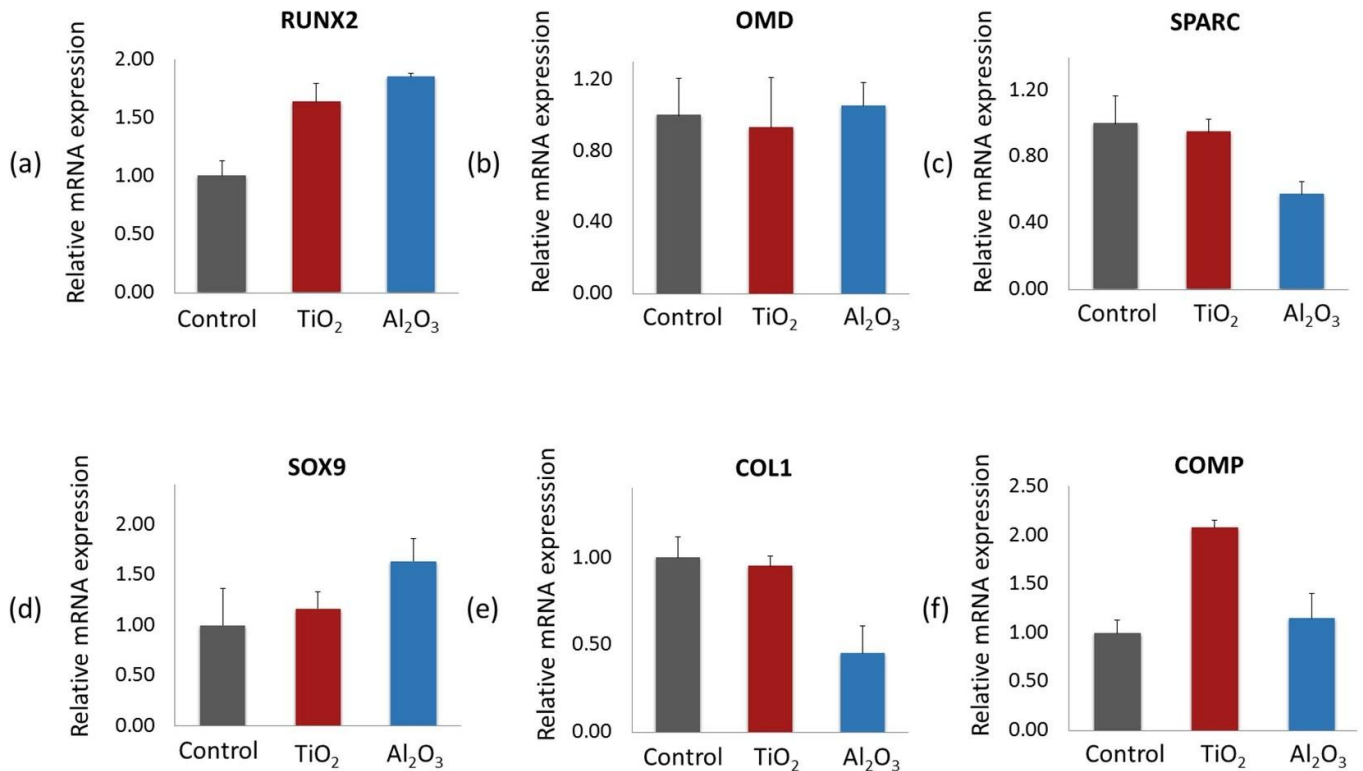 RUNX2
Relative mRNA expression
2.00
1.50
1.00
0.50
0.00
Control TiO₂ Al₂O₃
(a)
OMD
Relative mRNA expression
1.20
0.80
0.40
0.00
Control TiO₂ Al₂O₃
(b)
SPARC
Relative mRNA expression
1.20
0.80
0.40
0.00
Control TiO₂ Al₂O₃
(c)
SOX9
Relative mRNA expression
2.00
1.50
1.00
0.50
0.00
Control TiO₂ Al₂O₃
(d)
COL1
Relative mRNA expresssion
1.00
0.50
0.00
Control TiO₂ Al₂O₃
(e)
COMP
Relative mRNA expression
2.50
2.00
1.50
1.00
0.50
0.00
Control TiO₂ Al₂O₃
(f)